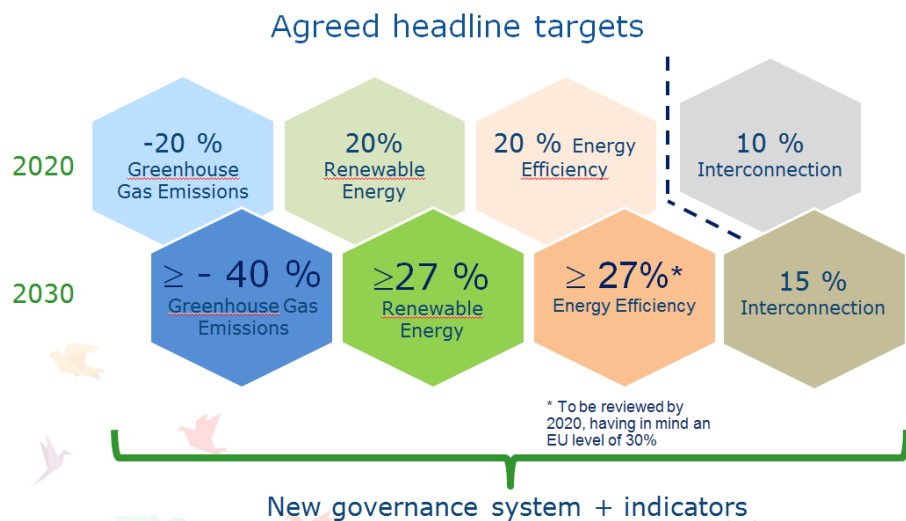 Agreed headline targets
2020
-20 %
Greenhouse
Gas Emissions
20%
Renewable
Energy
20 % Energy
Efficiency
10 %
Interconnection
2030
≥ - 40 %
Greenhouse Gas
Emissions
≥27 %
Renewable
Energy
≥ 27%*
Energy Efficiency
15 %
Interconnection
* To be reviewed by
2020, having in mind an
EU level of 30%
New governance system + indicators